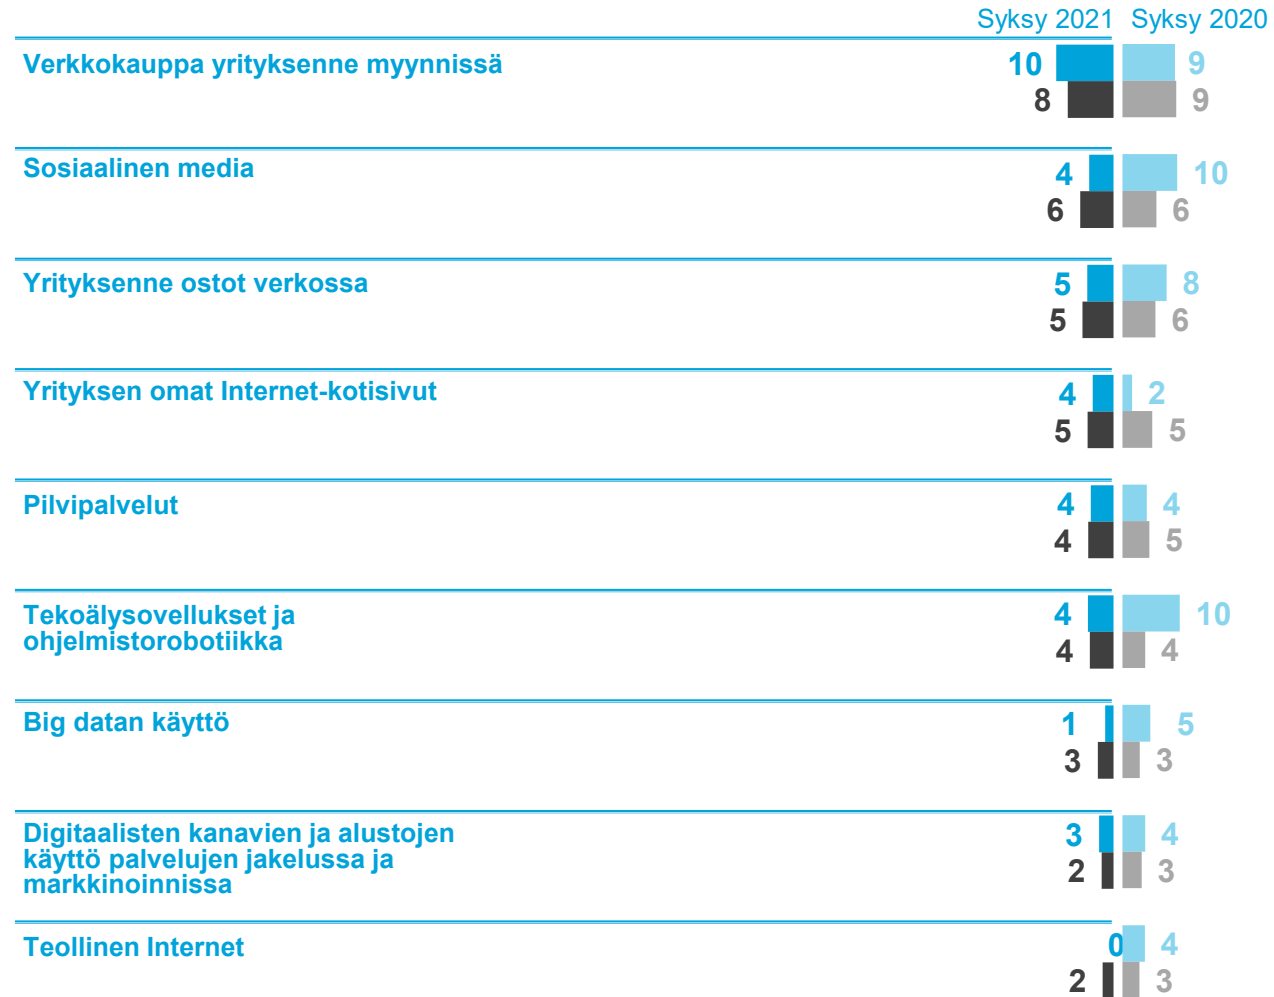 Syksy 2021 Syksy 2020
Verkkokauppa yrityksenne myynnissä 10 9
8 9
Sosiaalinen media 4 10
6 6
Yrityksenne ostot verkossa 5 8
5 6
Yrityksen omat Internet-kotisivut 4 2
5 5
Pilvipalvelut 4 4
4 5
Tekoälysovellukset ja 4 10
ohjelmistorobotiikka
4 4
Big datan käyttö 1 5
3 3
Digitaalisten kanavien ja alustojen 3 4
käyttö palvelujen jakelussa ja
markkinoinnissa
2 3
Teollinen Internet 0 4
2 3